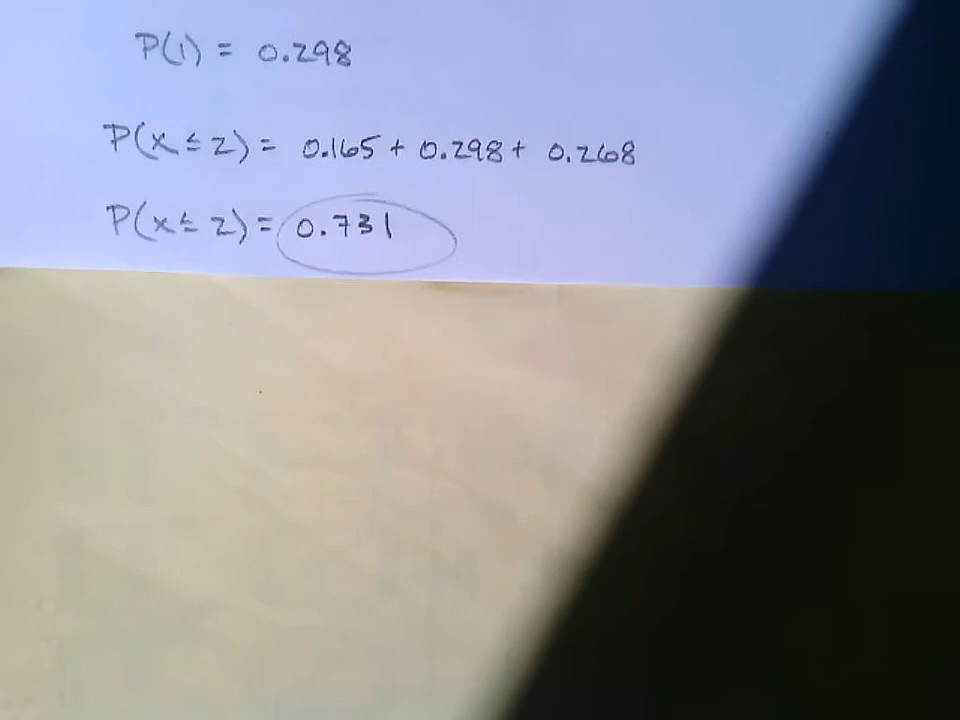 P(1) = 0.298
P(x ≤ 2) = 0.165 + 0.298 + 0.268
P(x ≤ 2) = 0.731